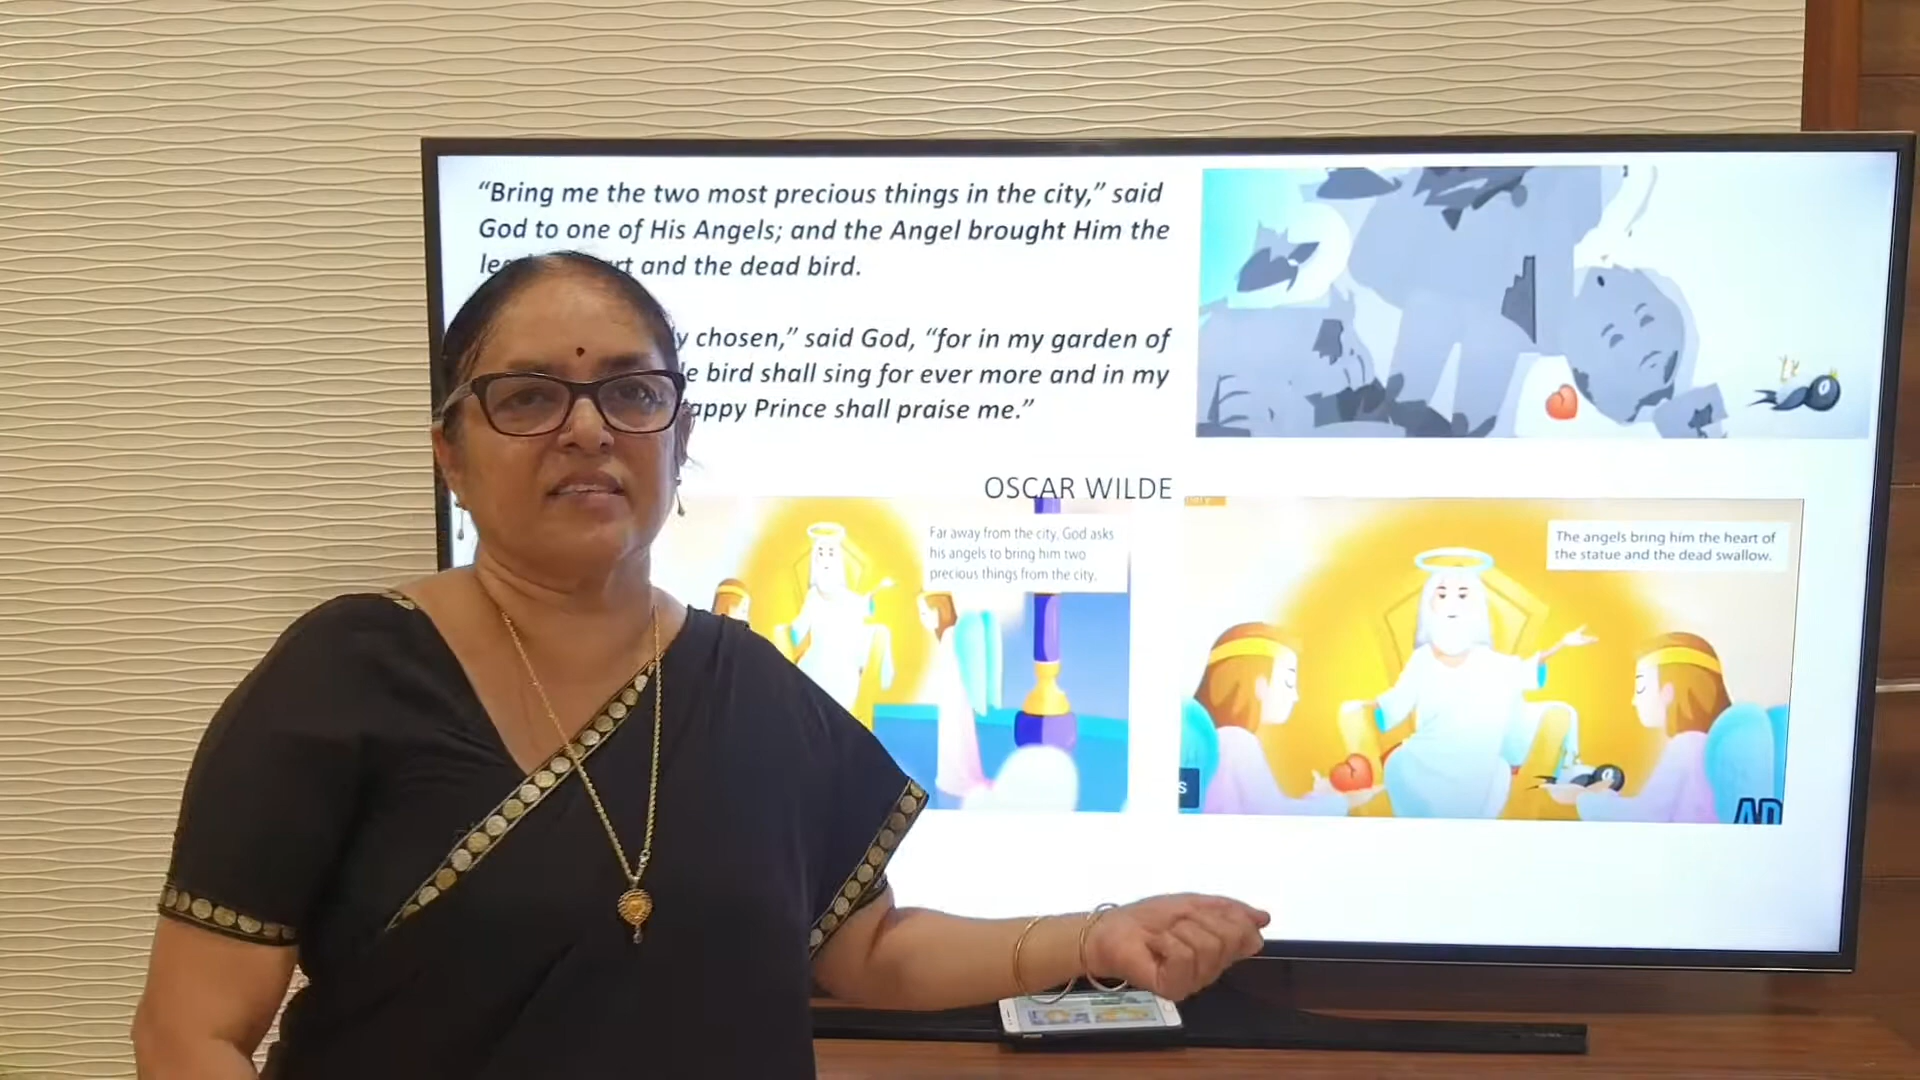 “Bring me the two most precious things in the city,” said
God to one of His Angels; and the Angel brought Him the
and the dead bird.
chosen,” said God, “for in my garden of
bird shall sing for ever more and in my
Prince shall praise me.”
OSCAR WILDE
Far away from the city, God asks
his angels to bring him two
precious things from the city.
The angels bring him the heart of
the statue and the dead swallow.
S
AD